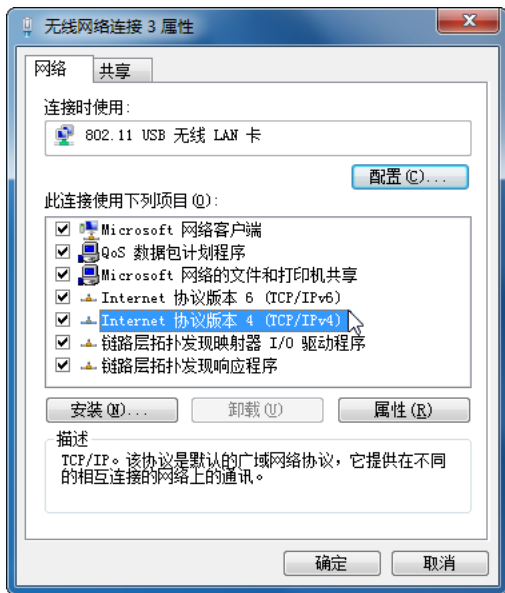 无线网络连接 3 属性
网络
共享
连接时使用:
802.11 USB 无线 LAN 卡
配置(C)...
此连接使用下列项目(O):
Microsoft 网络客户端
QoS 数据包计划程序
Microsoft 网络的文件和打印机共享
Internet 协议版本 6 (TCP/IPv6)
Internet 协议版本 4 (TCP/IPv4)
链路层拓扑发现映射器 I/O 驱动程序
链路层拓扑发现响应程序
安装(N)...
卸载(U)
属性(R)
描述
TCP/IP。该协议是默认的广域网络协议，它提供在不同
的相互连接的网络上的通讯。
确定
取消